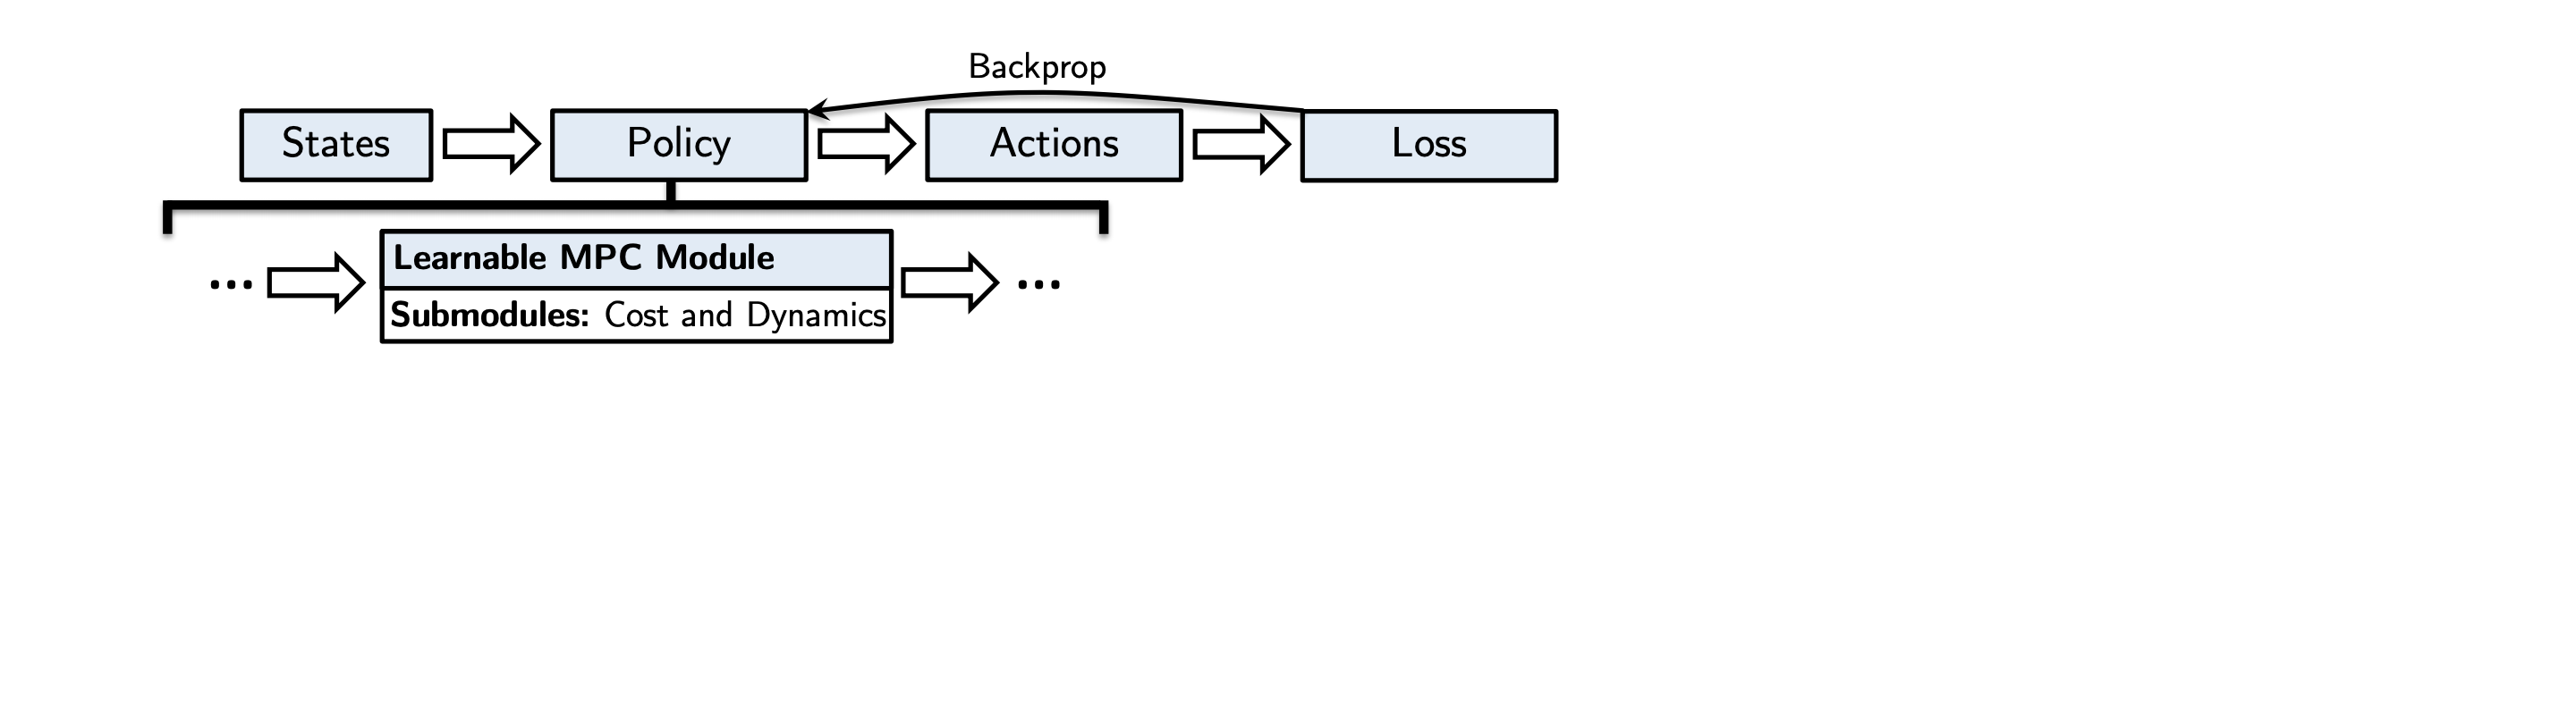 Backprop
States
Policy
Actions
Loss
Learnable MPC Module
... ...
Submodules: Cost and Dynamics